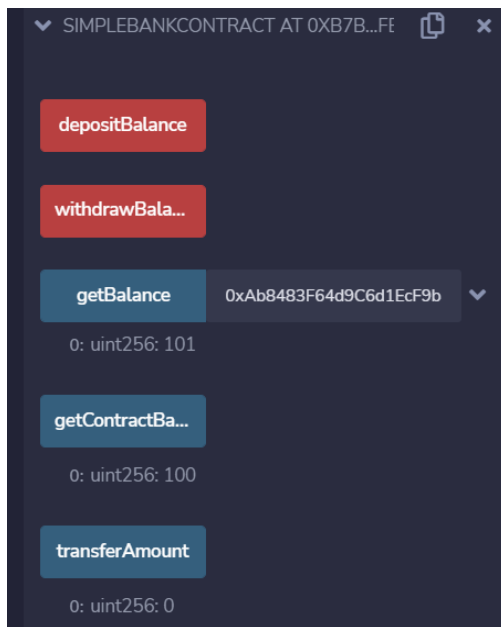 SIMPLEBANKCONTRACT AT 0XB7B...FE
depositBalance
withdrawBala...
getBalance 0xAb8483F64d9C6d1EcF9b
0: uint256: 101
getContractBa...
0: uint256: 100
transferAmount
0: uint256: 0